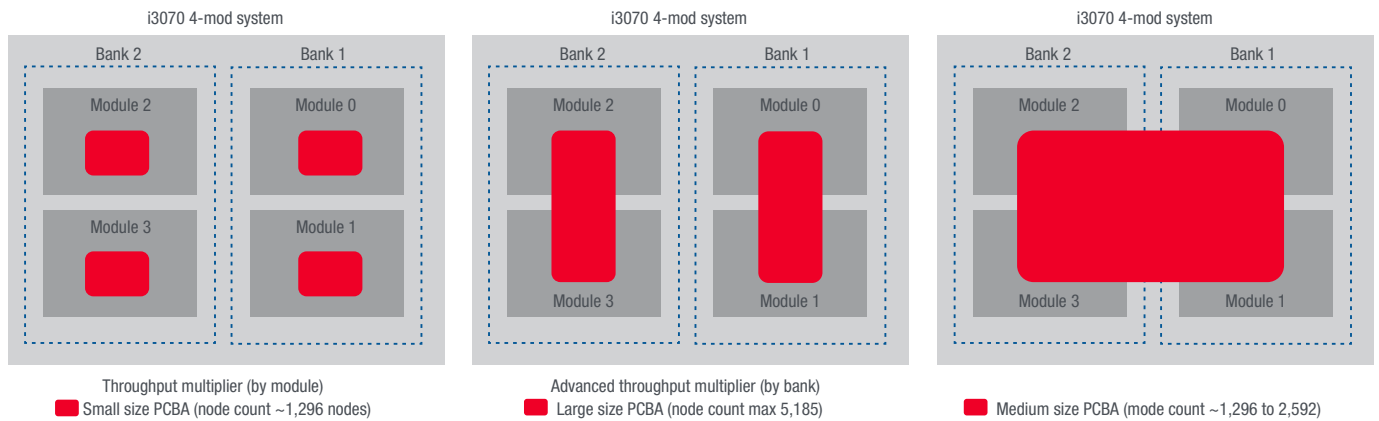 i3070 4-mod system
Bank 2
Bank 1
Module 2
Module 0
Module 3
Module 1
Throughput multiplier (by module)
Small size PCBA (node count ~1,296 nodes)
i3070 4-mod system
Bank 2
Bank 1
Module 2
Module 0
Module 3
Module 1
Advanced throughput multiplier (by bank)
Large size PCBA (node count max 5,185)
i3070 4-mod system
Bank 2
Bank 1
Module 2
Module 0
Module 3
Module 1
Medium size PCBA (mode count ~1,296 to 2,592)